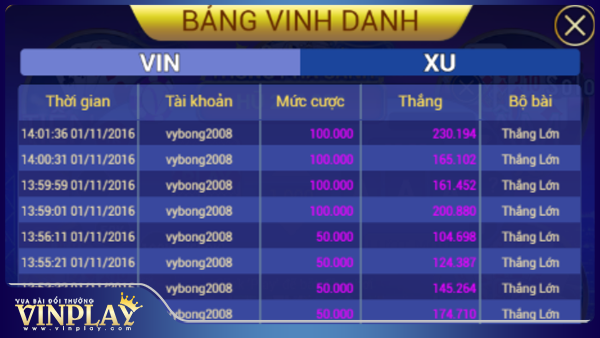 BẢNG VINH DANH
VIN XU
Thời gian Tài khoản Mức cược Thắng Bộ bài
14:01:36 01/11/2016 vybong2008 100.000 230.194 Thắng Lớn
14:00:31 01/11/2016 vybong2008 100.000 165.102 Thắng Lớn
13:59:59 01/11/2016 vybong2008 100.000 161.452 Thắng Lớn
13:59:01 01/11/2016 vybong2008 100.000 200.880 Thắng Lớn
13:56:11 01/11/2016 vybong2008 50.000 104.698 Thắng Lớn
13:55:21 01/11/2016 vybong2008 50.000 124.387 Thắng Lớn
01/11/2016 vybong2008 50.000 145.264 Thắng Lớn
vybong2008 50.000 174.710 Thắng Lớn
VUA BÀI ĐỔI THƯỞNG
VINPLAY
www.vinplay.com